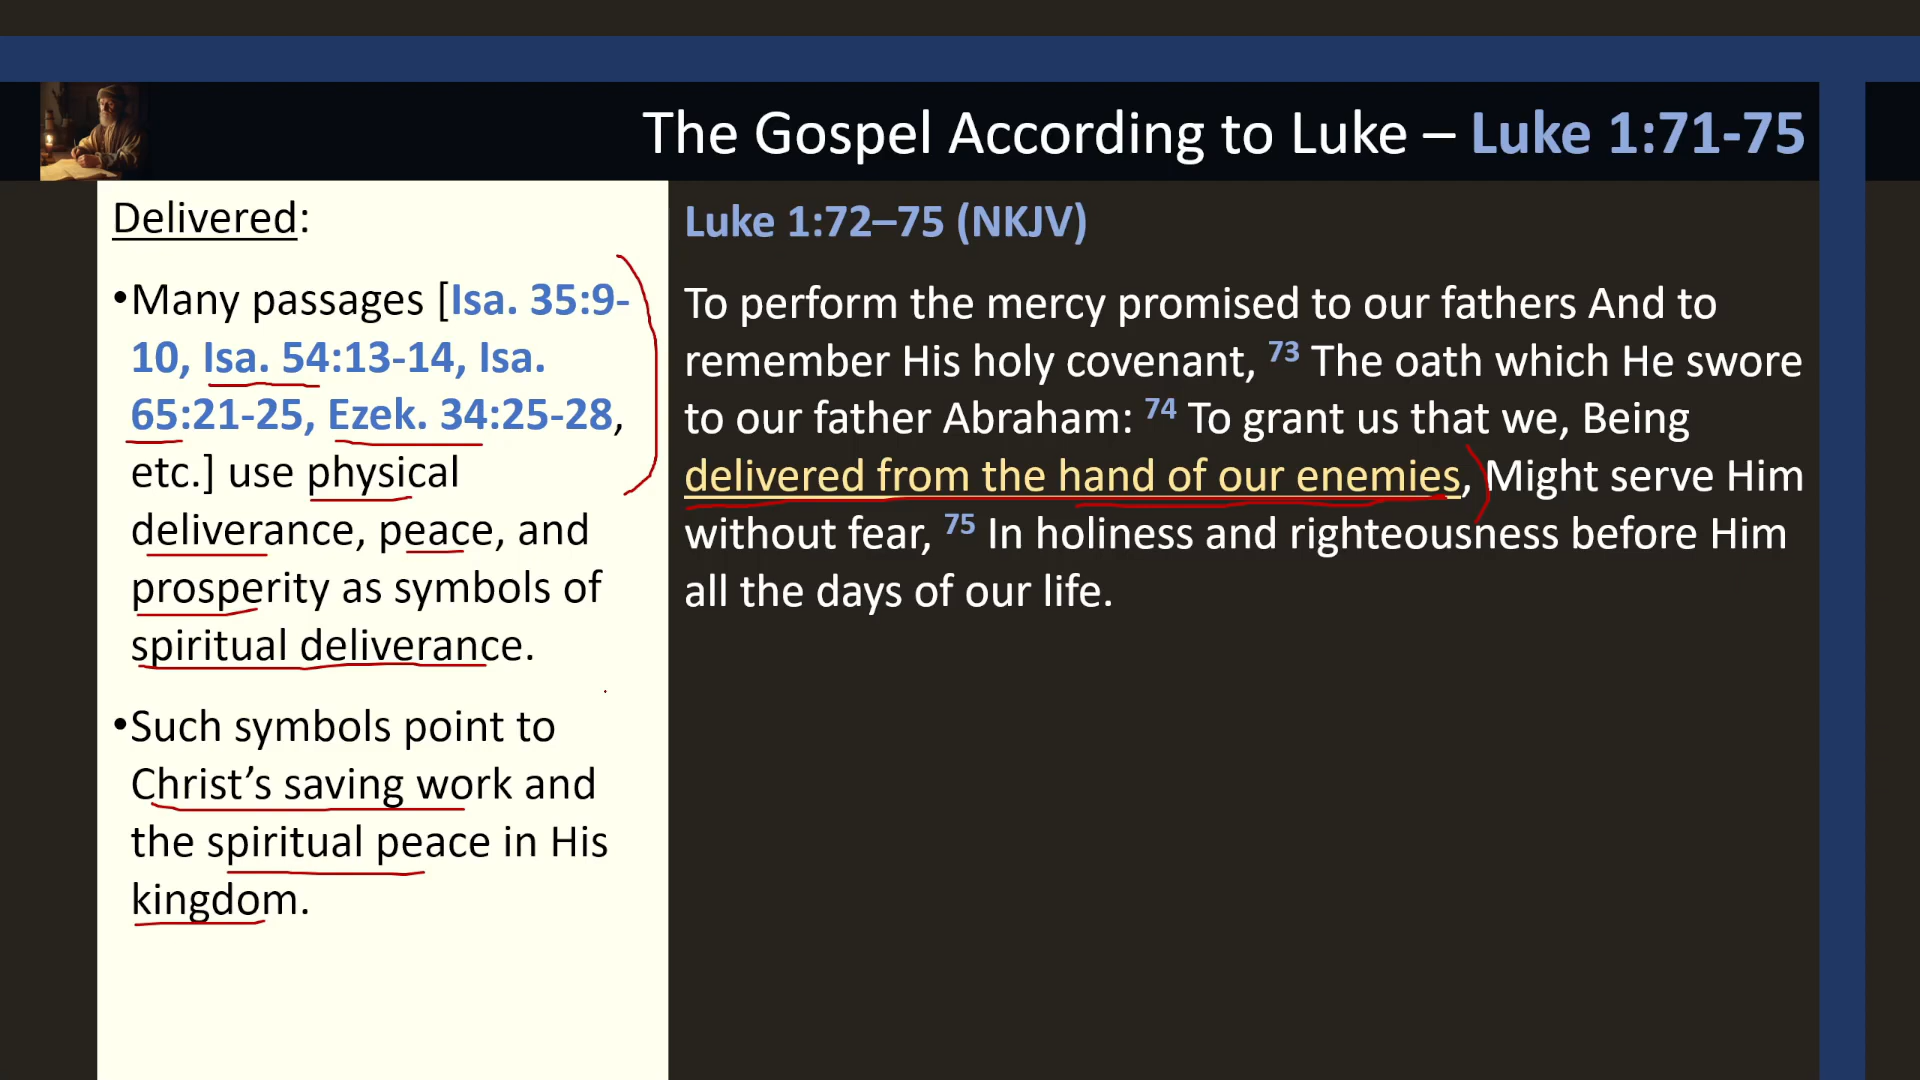 The Gospel According to Luke – Luke 1:71-75
Delivered:
•Many passages [Isa. 35:9-
10, Isa. 54:13-14, Isa.
65:21-25, Ezek. 34:25-28,
etc.] use physical
deliverance, peace, and
prosperity as symbols of
spiritual deliverance.
•Such symbols point to
Christ’s saving work and
the spiritual peace in His
kingdom.
Luke 1:72–75 (NKJV)
To perform the mercy promised to our fathers And to
remember His holy covenant, 73 The oath which He swore
to our father Abraham: 74 To grant us that we, Being
delivered from the hand of our enemies, Might serve Him
without fear, 75 In holiness and righteousness before Him
all the days of our life.